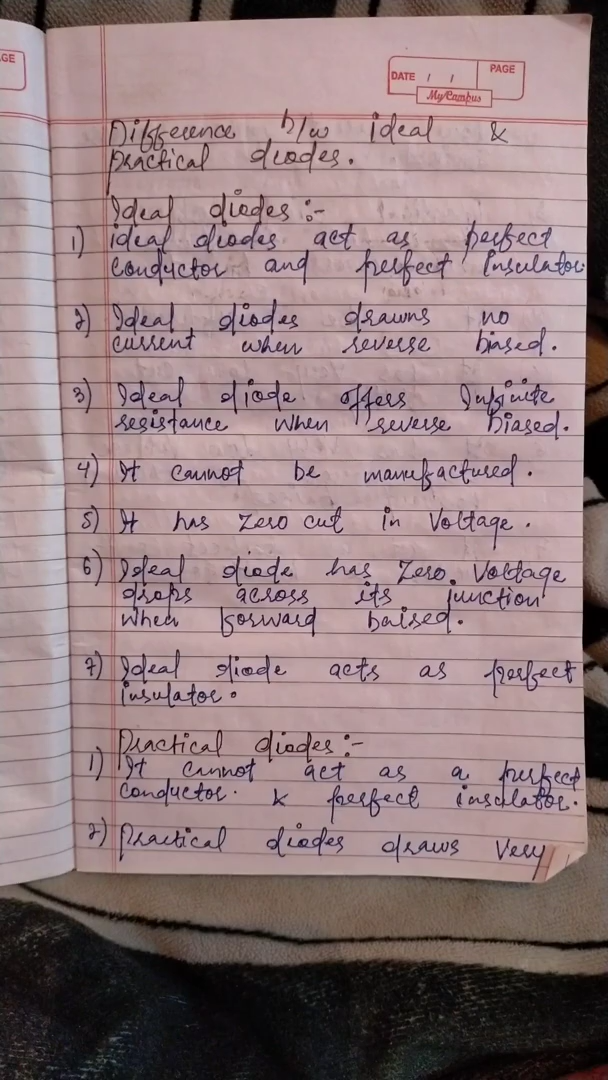 GE
DATE / / PAGE
MyCampus
Difference b/w ideal &
practical diodes.
Ideal diodes :-
1) ideal diodes act as perfect
conductor and perfect insulator.
2) Ideal diodes drawns no
current when reverse biased.
3) Ideal diode offers Infinite
resistance when reverse biased.
4) It cannot be manufactured.
5) It has zero cut in voltage.
6) Ideal diode has zero voltage
drops across its junction
when forward baised.
7) Ideal diode acts as perfect
insulator.
Practical diodes :-
1) It cannot act as a perfect
conductor. & perfect insulator.
2) Practical diodes draws very